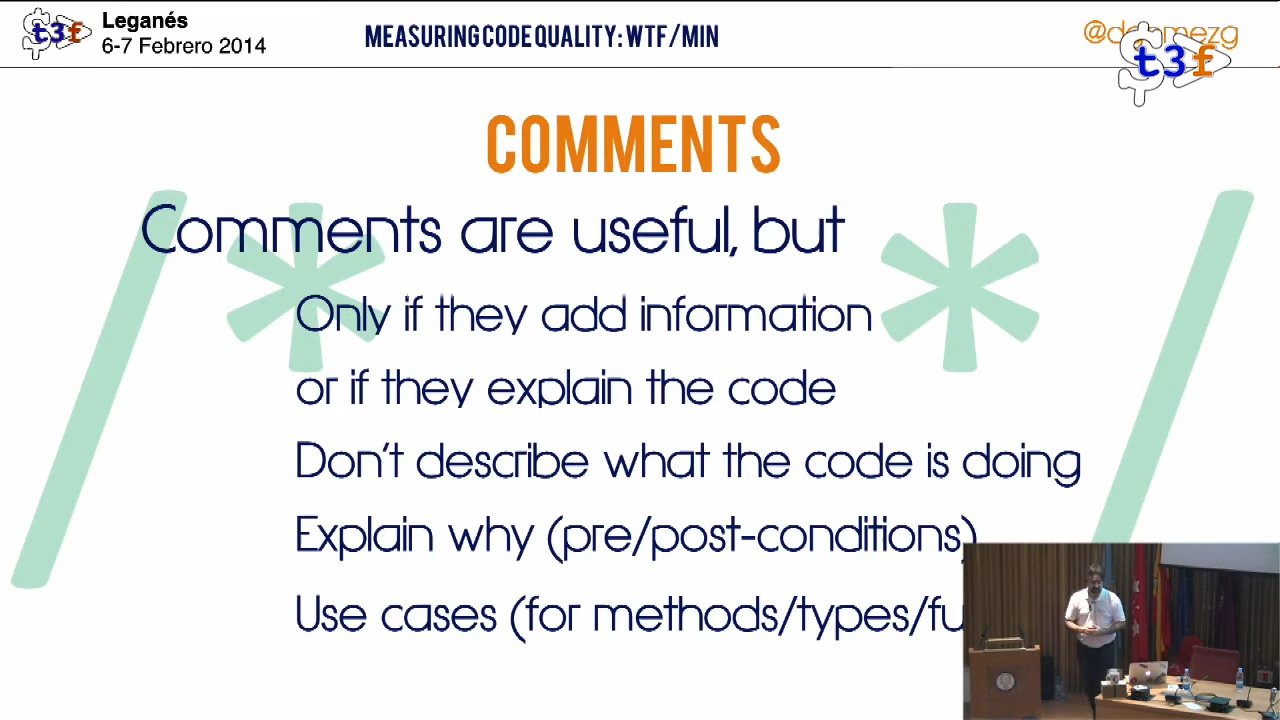 t3f
Leganés
6-7 Febrero 2014
MEASURING CODE QUALITY: WTF/MIN
t3f
COMMENTS
/* */
Comments are useful, but
Only if they add information
or if they explain the code
Don't describe what the code is doing
Explain why (pre/post-conditions)
Use cases (for methods/types/fu